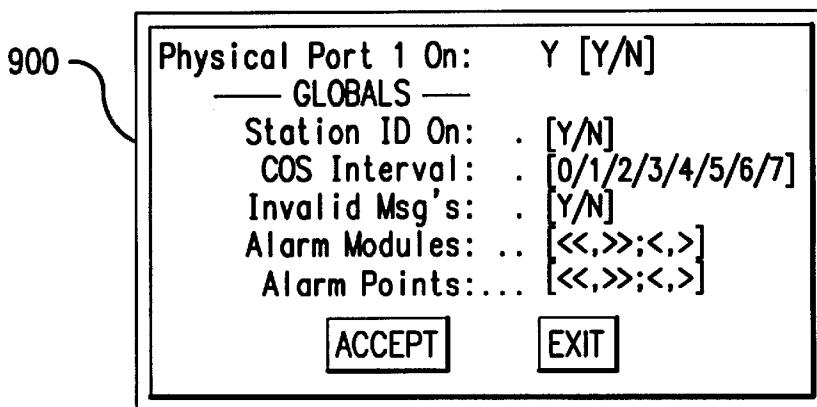 900
Physical Port 1 On: Y [Y/N]
GLOBALS
Station ID On: . [Y/N]
COS Interval: . [0/1/2/3/4/5/6/7]
Invalid Msg's: . [Y/N]
Alarm Modules: .. [<<,>>;<,>]
Alarm Points:... [<<,>>;<,>]
ACCEPT EXIT